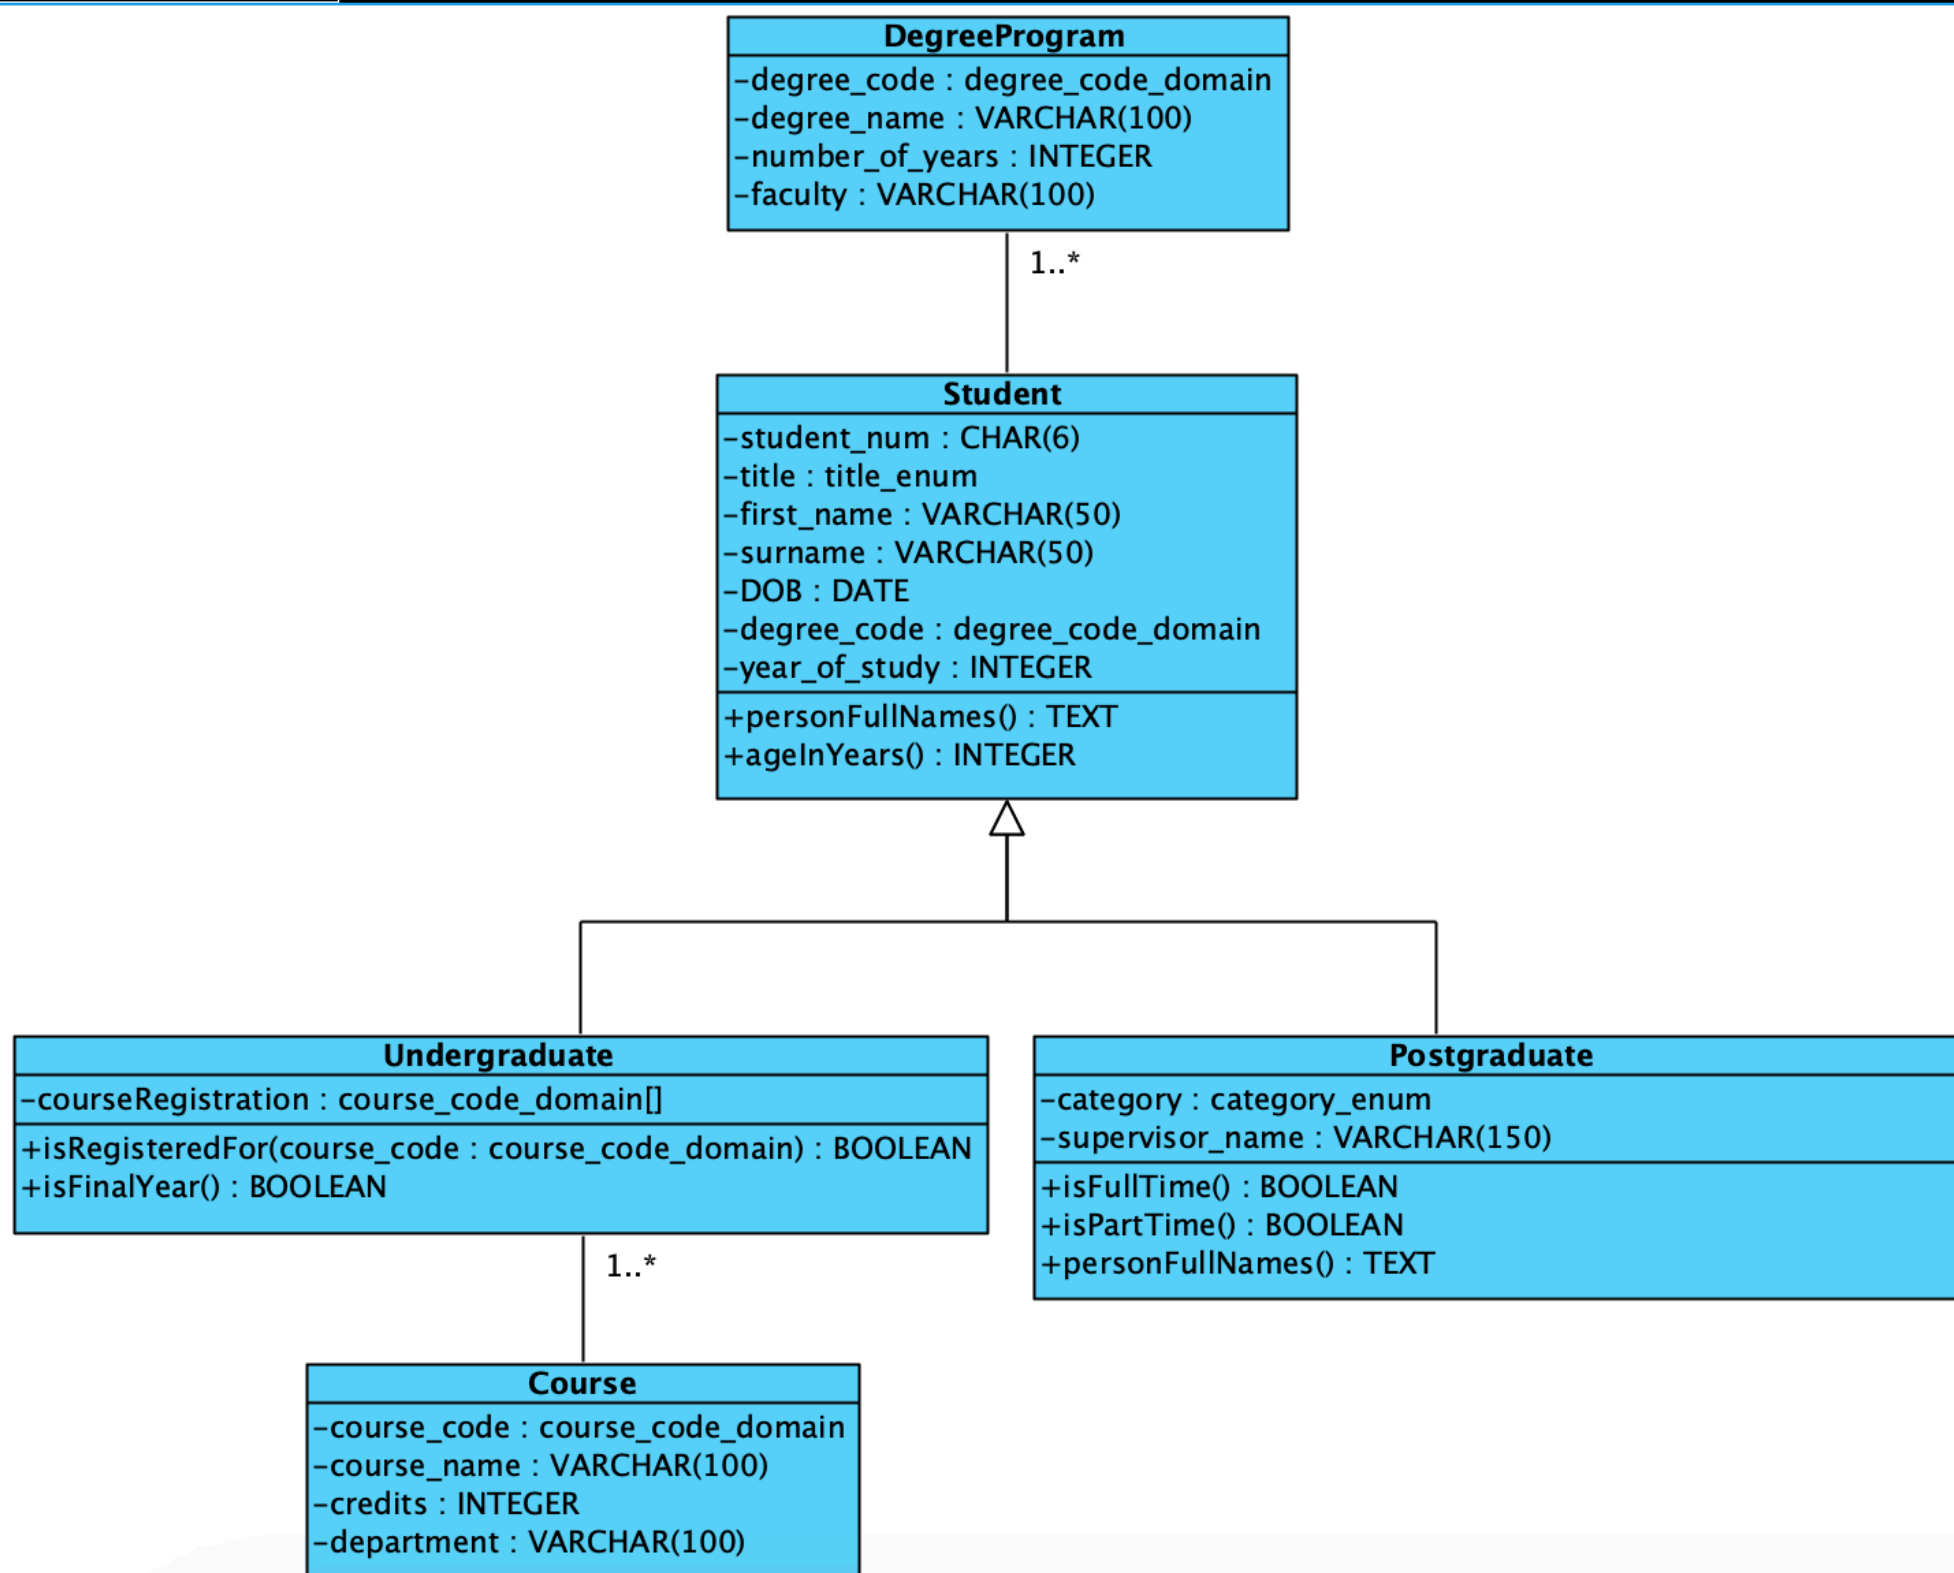 DegreeProgram
-degree_code : degree_code_domain
-degree_name : VARCHAR(100)
-number_of_years : INTEGER
-faculty : VARCHAR(100)
1..*
Student
-student_num : CHAR(6)
-title : title_enum
-first_name : VARCHAR(50)
-surname : VARCHAR(50)
-DOB : DATE
-degree_code : degree_code_domain
-year_of_study : INTEGER
+personFullNames() : TEXT
+ageInYears() : INTEGER
Undergraduate
-courseRegistration : course_code_domain[]
+isRegisteredFor(course_code : course_code_domain) : BOOLEAN
+isFinalYear() : BOOLEAN
Postgraduate
-category : category_enum
-supervisor_name : VARCHAR(150)
+isFullTime() : BOOLEAN
+isPartTime() : BOOLEAN
+personFullNames() : TEXT
1..*
Course
-course_code : course_code_domain
-course_name : VARCHAR(100)
-credits : INTEGER
-department : VARCHAR(100)